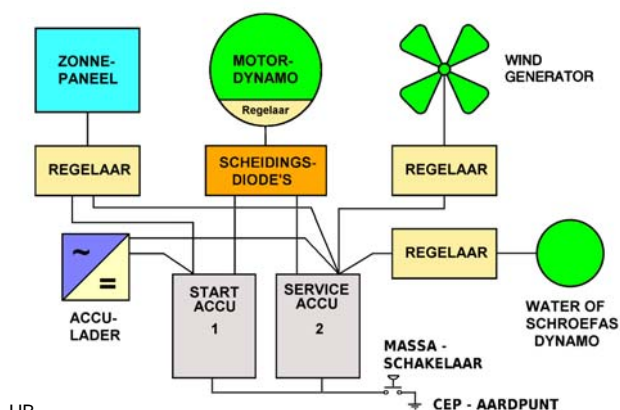 ZONNE-
PANEEL
MOTOR-
DYNAMO
Regelaar
WIND
GENERATOR
REGELAAR
SCHEIDINGS-
DIODE'S
REGELAAR
~
=
ACCU-
LADER
START
ACCU
1
SERVICE
ACCU
2
REGELAAR
WATER OF
SCHROEFAS
DYNAMO
MASSA -
SCHAKELAAR
CEP - AARDPUNT